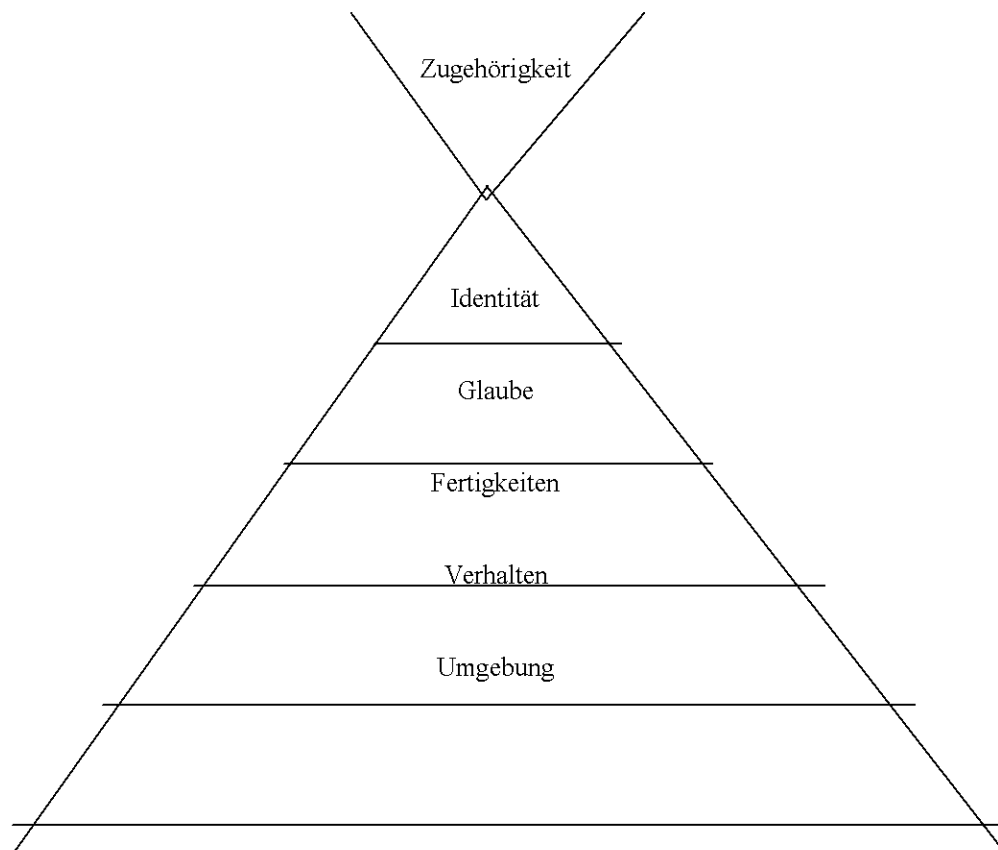 Zugehörigkeit
Identität
Glaube
Fertigkeiten
Verhalten
Umgebung